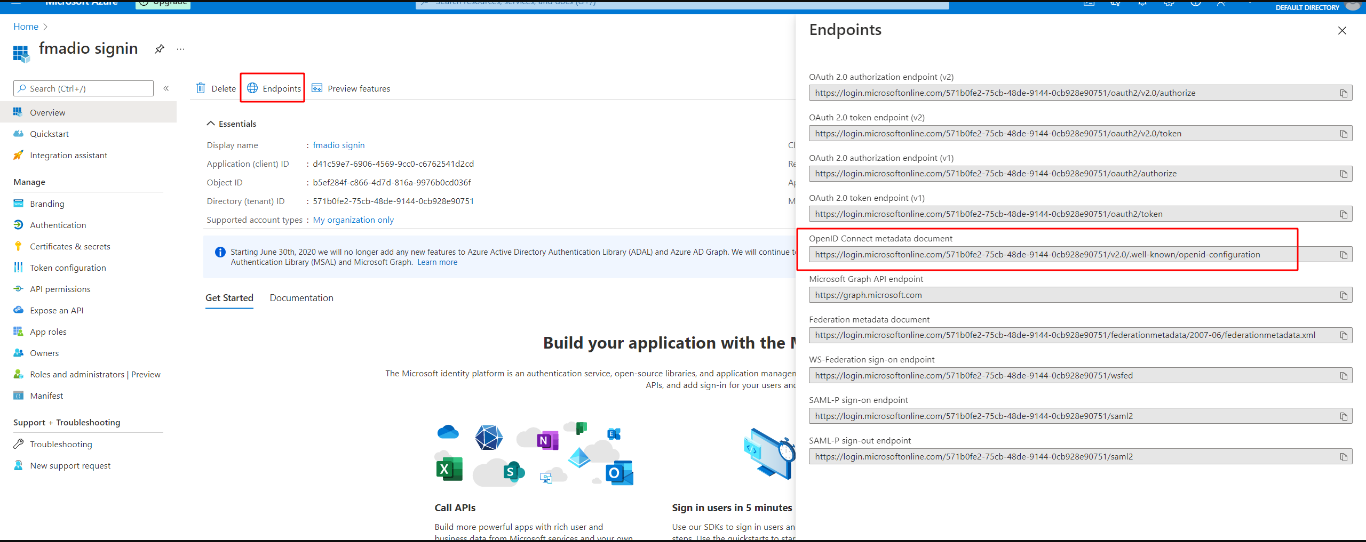 Microsoft Azure
Upgrade
Search resources, services, and docs (G+/)
DEFAULT DIRECTORY
Home >
fmadio signin
...
Search (Ctrl+/)
Overview
Quickstart
Integration assistant
Manage
Branding
Authentication
Certificates & secrets
Token configuration
API permissions
Expose an API
App roles
Owners
Roles and administrators | Preview
Manifest
Support + Troubleshooting
Troubleshooting
New support request
Delete
Endpoints
Preview features
Essentials
Display name : fmadio signin
Application (client) ID : d41c59e7-6906-4569-9cc0-c6762541d2cd
Object ID : b5ef284f-c866-4d7d-816a-9976b0cd036f
Directory (tenant) ID : 571b0fe2-75cb-48de-9144-0cb928e90751
Supported account types : My organization only
Starting June 30th, 2020 we will no longer add any new features to Azure Active Directory Authentication Library (ADAL) and Azure AD Graph. We will continue to
Authentication Library (MSAL) and Microsoft Graph. Learn more
Get Started
Documentation
Build your application with the M
The Microsoft identity platform is an authentication service, open-source libraries, and application managem
APIs, and add sign-in for your users and
Call APIs
Build more powerful apps with rich user and
business data from Microsoft services and your own
Sign in users in 5 minutes
Use our SDKs to sign in users an
steps. Use the quickstarts to star
Endpoints
OAuth 2.0 authorization endpoint (v2)
https://login.microsoftonline.com/571b0fe2-75cb-48de-9144-0cb928e90751/oauth2/v2.0/authorize
OAuth 2.0 token endpoint (v2)
https://login.microsoftonline.com/571b0fe2-75cb-48de-9144-0cb928e90751/oauth2/v2.0/token
OAuth 2.0 authorization endpoint (v1)
https://login.microsoftonline.com/571b0fe2-75cb-48de-9144-0cb928e90751/oauth2/authorize
OAuth 2.0 token endpoint (v1)
https://login.microsoftonline.com/571b0fe2-75cb-48de-9144-0cb928e90751/oauth2/token
OpenID Connect metadata document
https://login.microsoftonline.com/571b0fe2-75cb-48de-9144-0cb928e90751/v2.0/.well-known/openid-configuration
Microsoft Graph API endpoint
https://graph.microsoft.com
Federation metadata document
https://login.microsoftonline.com/571b0fe2-75cb-48de-9144-0cb928e90751/federationmetadata/2007-06/federationmetadata.xml
WS-Federation sign-on endpoint
https://login.microsoftonline.com/571b0fe2-75cb-48de-9144-0cb928e90751/wsfed
SAML-P sign-on endpoint
https://login.microsoftonline.com/571b0fe2-75cb-48de-9144-0cb928e90751/saml2
SAML-P sign-out endpoint
https://login.microsoftonline.com/571b0fe2-75cb-48de-9144-0cb928e90751/saml2